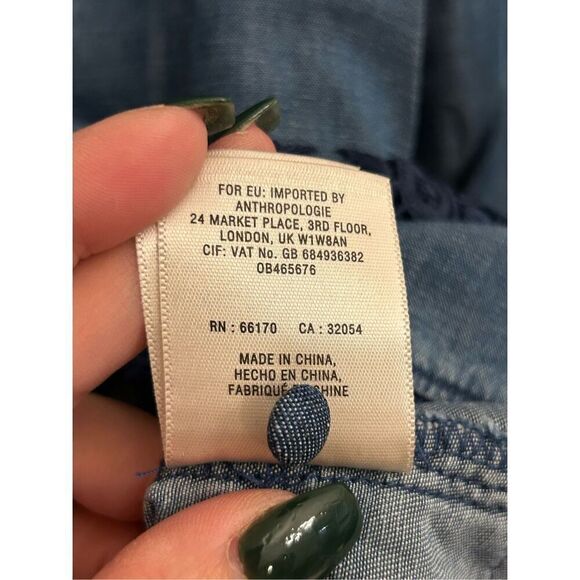 FOR EU: IMPORTED BY
ANTHROPOLOGIE
24 MARKET PLACE, 3RD FLOOR,
LONDON, UK W1W8AN
CIF: VAT No. GB 684936382
OB465676
RN : 66170 CA : 32054
MADE IN CHINA,
HECHO EN CHINA,
FABRIQUÉ